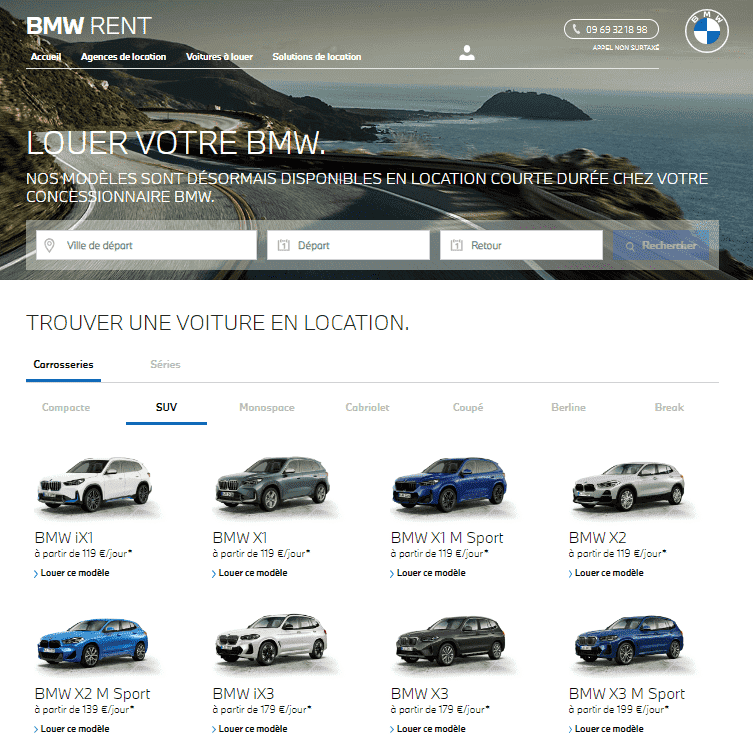 BMW RENT
09 69 32 18 98
APPEL NON SURTAXÉ
BMW
Accueil Agences de location Voitures à louer Solutions de location
LOUER VOTRE BMW.
NOS MODÈLES SONT DÉSORMAIS DISPONIBLES EN LOCATION COURTE DURÉE CHEZ VOTRE
CONCESSIONNAIRE BMW.
Ville de départ 1 Départ 1 Retour Rechercher
TROUVER UNE VOITURE EN LOCATION.
Carrosseries Séries
Compacte SUV Monospace Cabriolet Coupé Berline Break
BMW iX1 BMW X1 BMW X1 M Sport BMW X2
à partir de 119 €/jour* à partir de 119 €/jour* à partir de 119 €/jour* à partir de 119 €/jour*
Louer ce modèle Louer ce modèle Louer ce modèle Louer ce modèle
BMW X2 M Sport BMW iX3 BMW X3 BMW X3 M Sport
à partir de 139 €/jour* à partir de 179 €/jour* à partir de 179 €/jour* à partir de 199 €/jour*
Louer ce modèle Louer ce modèle Louer ce modèle Louer ce modèle